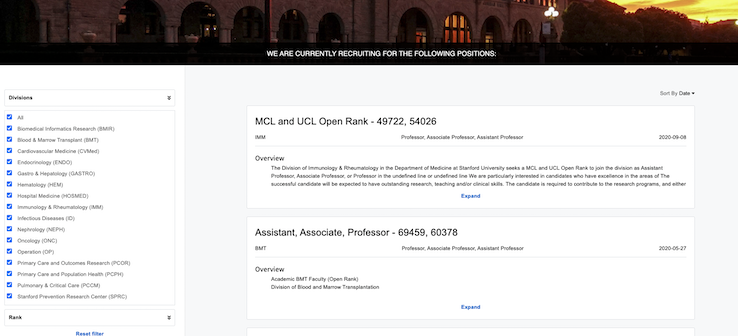 WE ARE CURRENTLY RECRUITING FOR THE FOLLOWING POSITIONS:
Divisions
All
Biomedical Informatics Research (BMIR)
Blood & Marrow Transplant (BMT)
Cardiovascular Medicine (CVMed)
Endocrinology (ENDO)
Gastro & Hepatology (GASTRO)
Hematology (HEM)
Hospital Medicine (HOSMED)
Immunology & Rheumatology (IMM)
Infectious Diseases (ID)
Nephrology (NEPH)
Oncology (ONC)
Operation (OP)
Primary Care and Outcomes Research (PCOR)
Primary Care and Population Health (PCPH)
Pulmonary & Critical Care (PCCM)
Stanford Prevention Research Center (SPRC)
Rank
Reset filter
Sort By Date
MCL and UCL Open Rank - 49722, 54026
IMM Professor, Associate Professor, Assistant Professor 2020-09-08
Overview
The Division of Immunology & Rheumatology in the Department of Medicine at Stanford University seeks a MCL and UCL Open Rank to join the division as Assistant
Professor, Associate Professor, or Professor in the undefined line or undefined line We are particularly interested in candidates who have excellence in the areas of The
successful candidate will be expected to have outstanding research, teaching and/or clinical skills. The candidate is required to contribute to the research programs, and either
Expand
Assistant, Associate, Professor - 69459, 60378
BMT Professor, Associate Professor, Assistant Professor 2020-05-27
Overview
Academic BMT Faculty (Open Rank)
Division of Blood and Marrow Transplantation
Expand